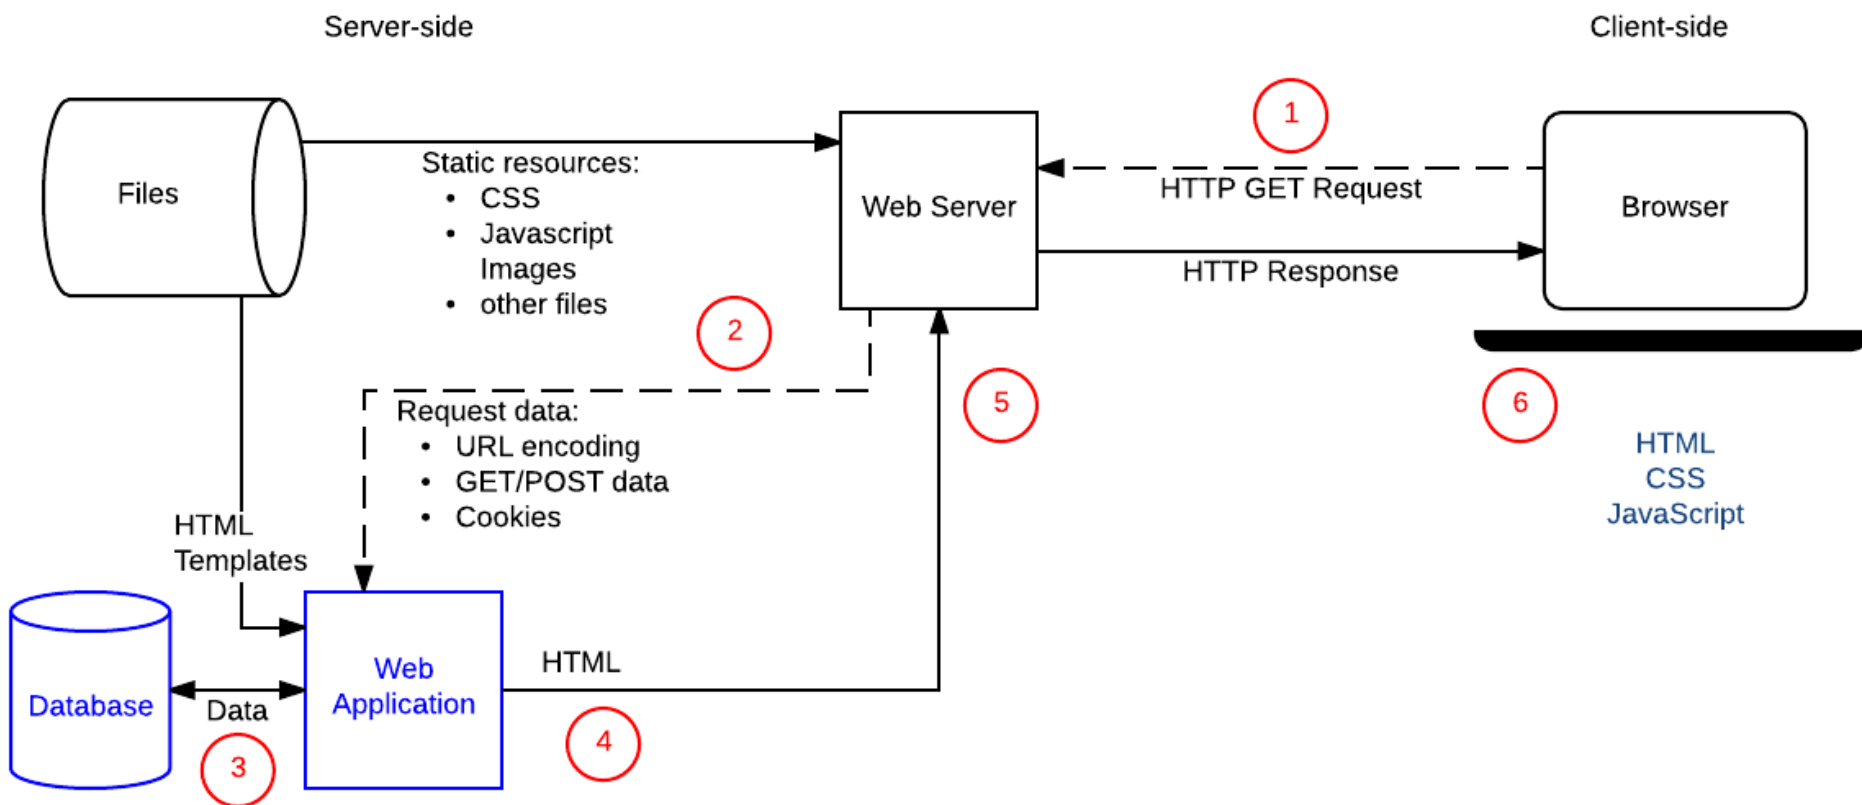 Server-side
Client-side
Files
Static resources:
• CSS
• Javascript
Images
• other files
Web Server
1
HTTP GET Request
HTTP Response
Browser
2
Request data:
• URL encoding
• GET/POST data
• Cookies
5
6
HTML
CSS
JavaScript
HTML
Templates
Database
Data
3
Web
Application
HTML
4